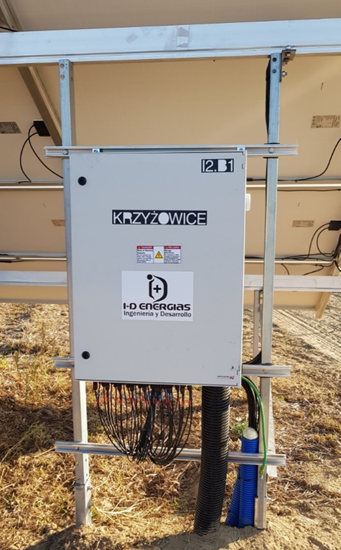 2.B1
KRZYŻOWICE
I+D ENERGIAS
Ingeniería y Desarrollo